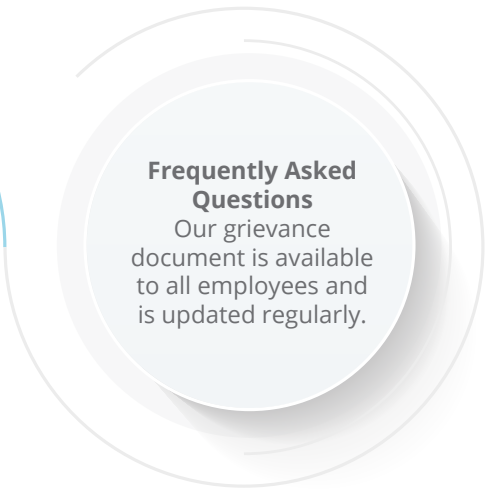 Frequently Asked
Questions
Our grievance
document is available
to all employees and
is updated regularly.